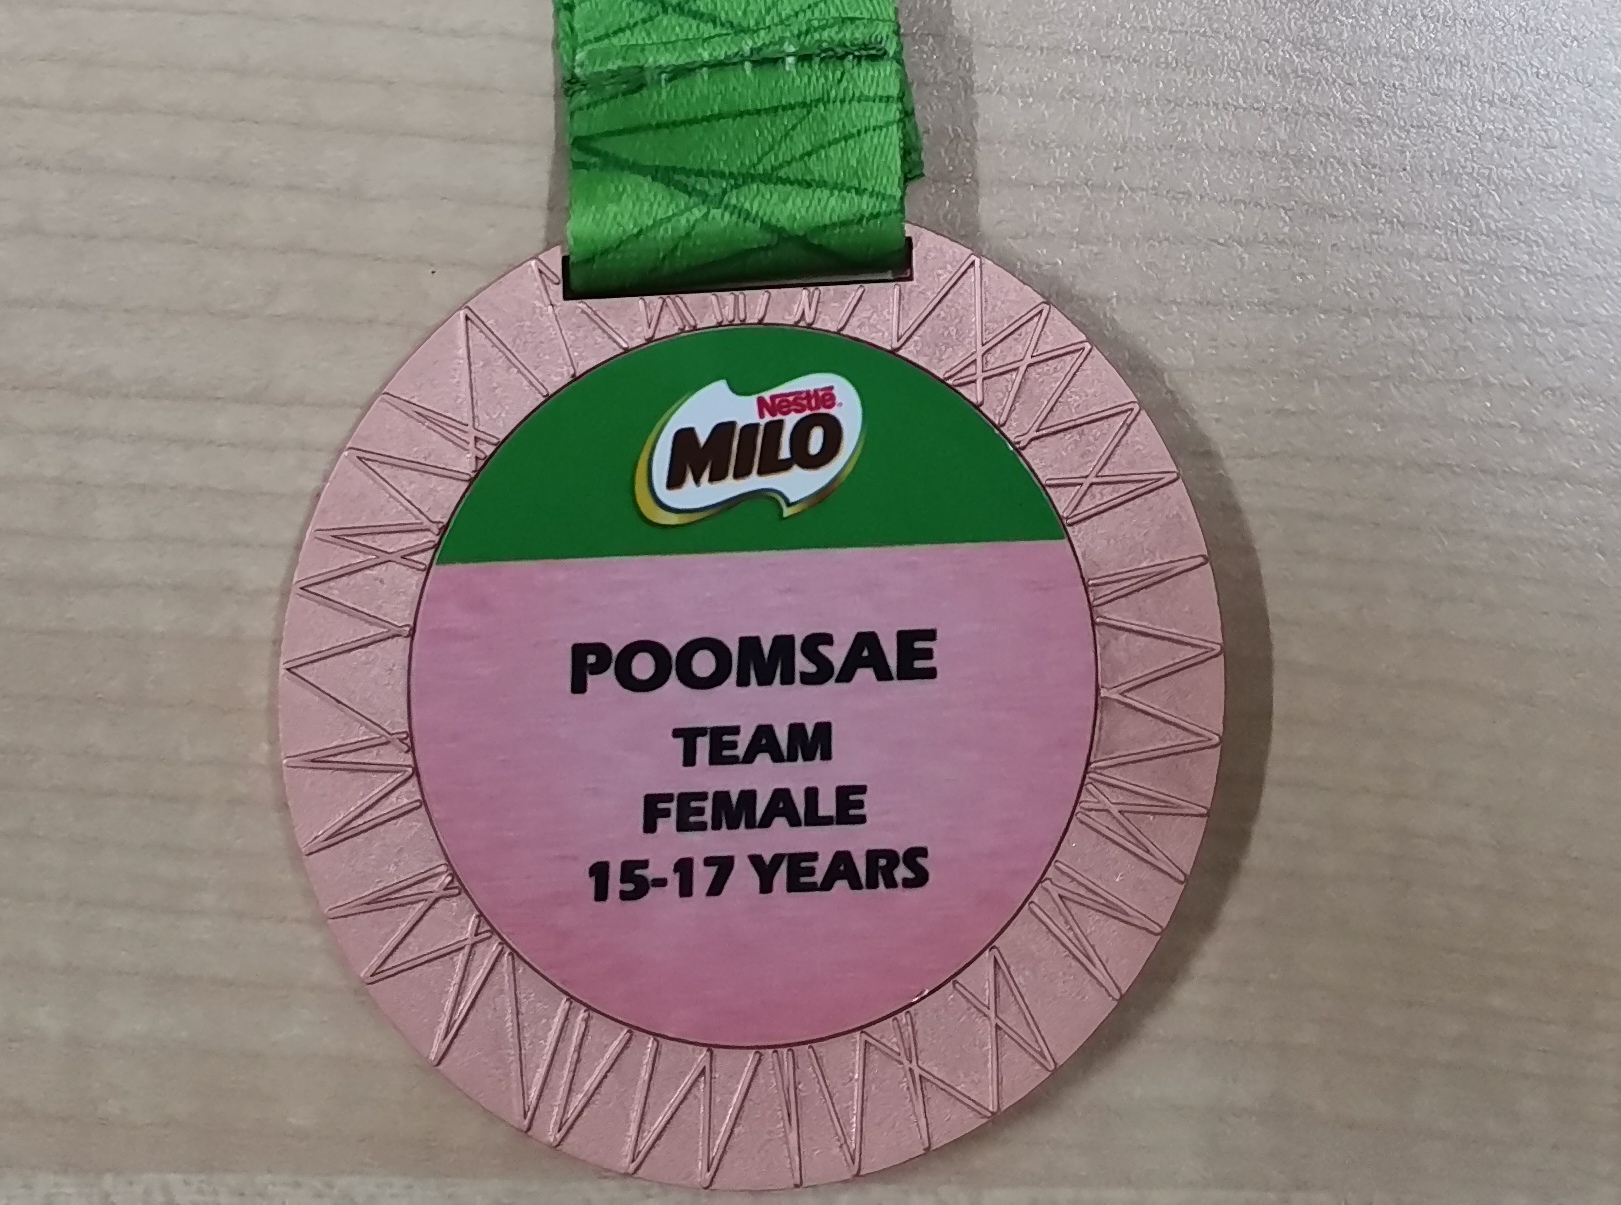 Nestlé
MILO
POOMSAE
TEAM
FEMALE
15-17 YEARS